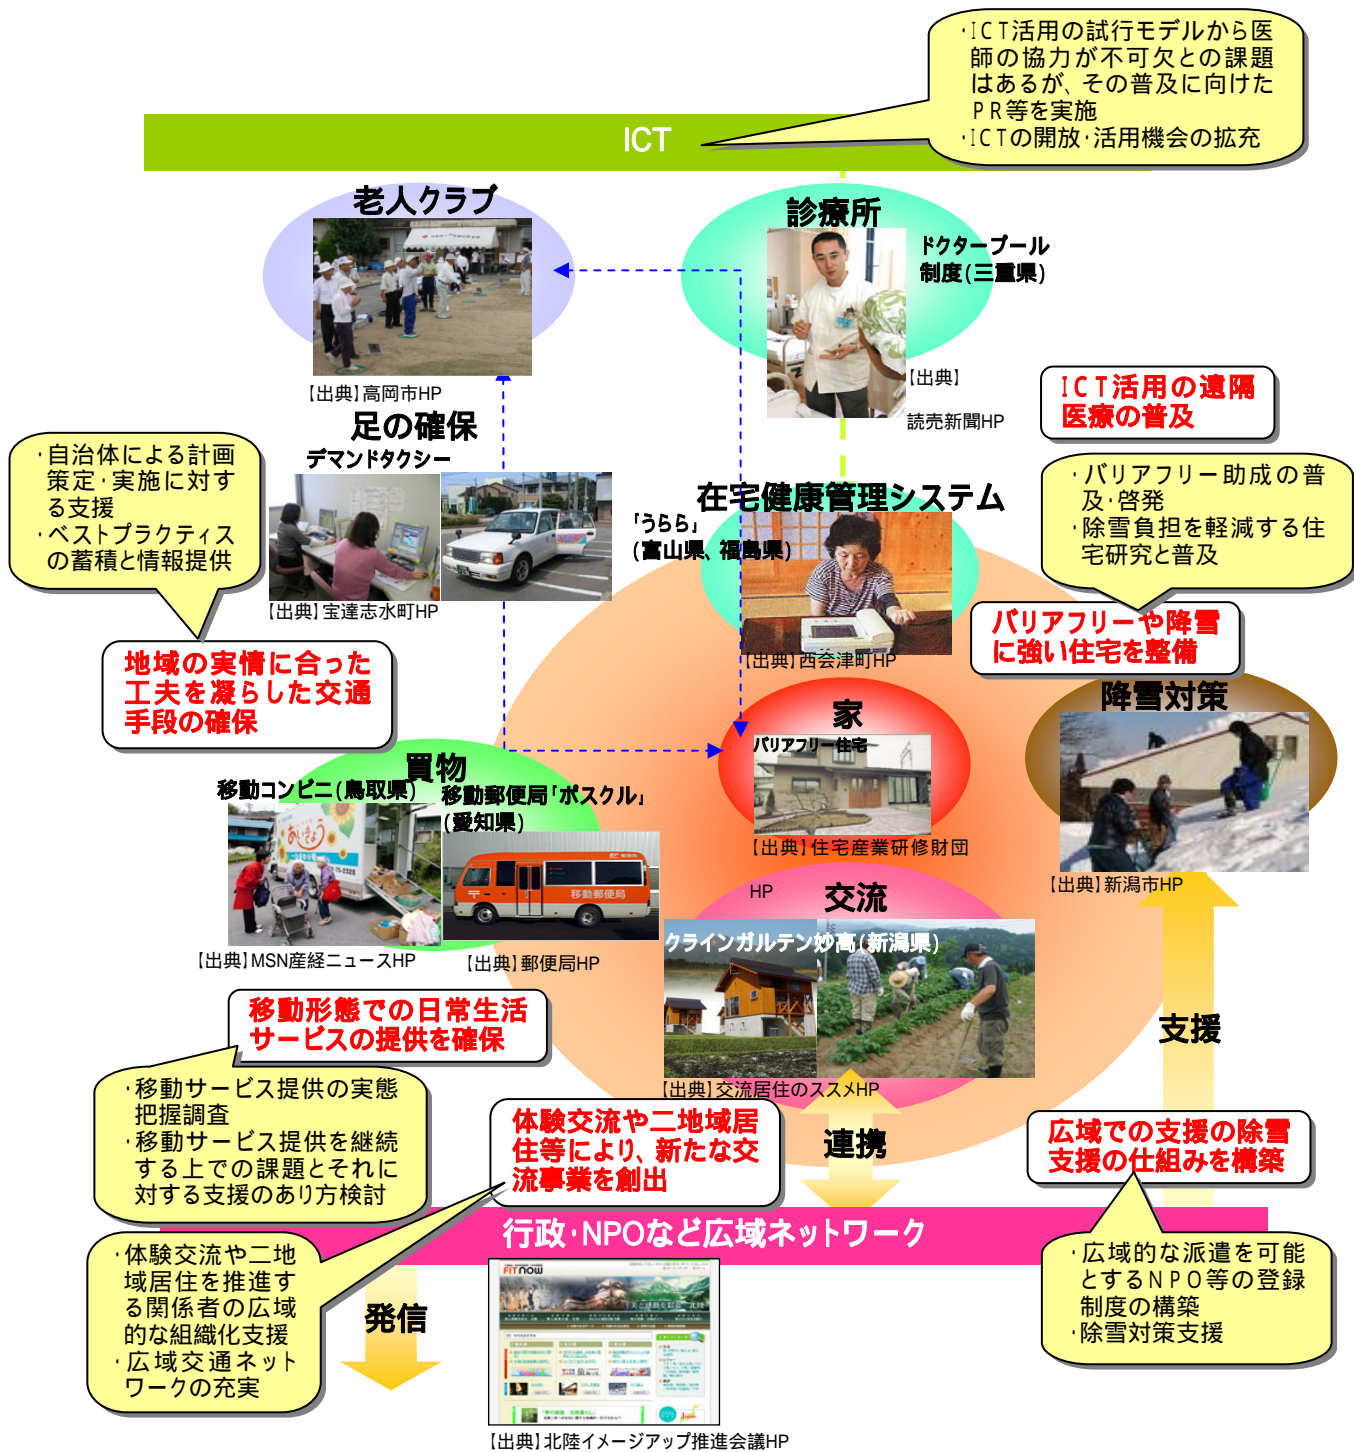 ･ICT活用の試行モデルから医
師の協力が不可欠との課題
はあるが、その普及に向けた
PR等を実施
･ICTの開放･活用機会の拡充
ICT
老人クラブ
【出典】高岡市HP
診療所
ドクタープール
制度(三重県)
【出典】
読売新聞HP
ICT活用の遠隔
医療の普及
足の確保
デマンドタクシー
【出典】宝達志水町HP
･自治体による計画
策定･実施に対す
る支援
･ベストプラクティス
の蓄積と情報提供
地域の実情に合った
工夫を凝らした交通
手段の確保
在宅健康管理システム
｢うらら｣
(富山県、福島県)
【出典】西会津町HP
･バリアフリー助成の普
及･啓発
･除雪負担を軽減する住
宅研究と普及
バリアフリーや降雪
に強い住宅を整備
降雪対策
【出典】新潟市HP
家
バリアフリー住宅
【出典】住宅産業研修財団
HP
買物
移動コンビニ(鳥取県)
移動郵便局｢ポスクル｣
(愛知県)
あいきょう
移動郵便局
【出典】MSN産経ニュースHP
【出典】郵便局HP
交流
クラインガルテン妙高(新潟県)
【出典】交流居住のススメHP
移動形態での日常生活
サービスの提供を確保
･移動サービス提供の実態
把握調査
･移動サービス提供を継続
する上での課題とそれに
対する支援のあり方検討
体験交流や二地域居
住等により、新たな交
流事業を創出
連携
支援
広域での支援の除雪
支援の仕組みを構築
行政･NPOなど広域ネットワーク
･体験交流や二地
域居住を推進す
る関係者の広域
的な組織化支援
･広域交通ネット
ワークの充実
発信
FITnow
･広域的な派遣を可能
とするNPO等の登録
制度の構築
･除雪対策支援
【出典】北陸イメージアップ推進会議HP